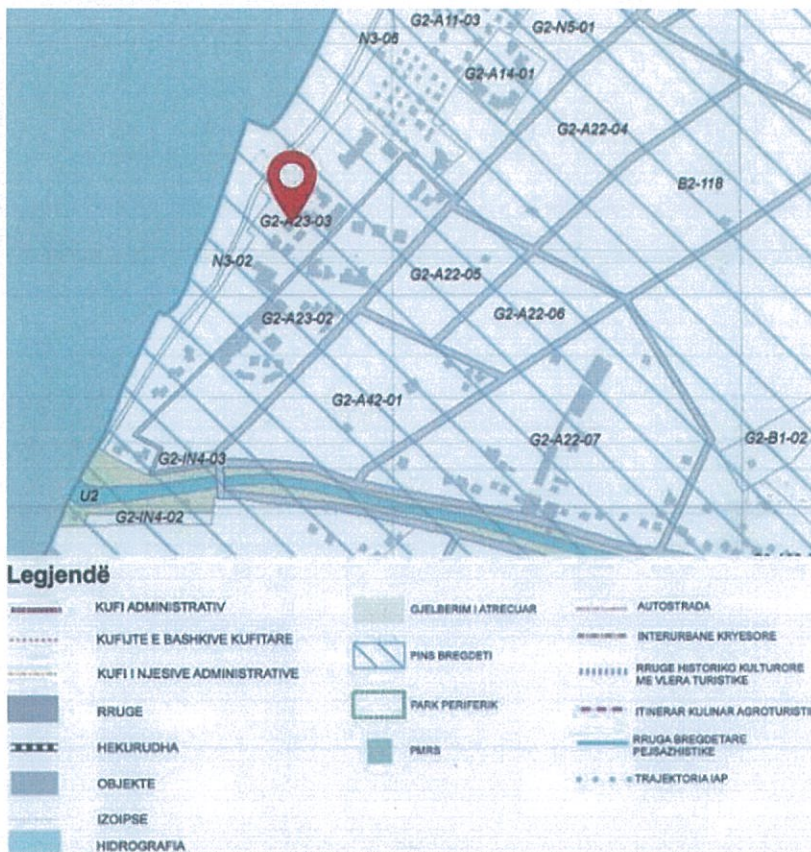 G2-A11-03
G2-N5-01
N3-06
G2-A14-01
G2-A22-04
B2-118
G2-A23-03
N3-02
G2-A22-05
G2-A22-06
G2-A23-02
G2-A42-01
G2-A22-07
G2-B1-02
G2-IN4-03
U2
G2-IN4-02
Legjendë
KUFI ADMINISTRATIV
KUFIJTE E BASHKIVE KUFITARE
KUFI I NJESIVE ADMINISTRATIVE
RRUGE
HEKURUDHA
OBJEKTE
IZOIPSE
HIDROGRAFIA
GJELBERIM I ATRECUAR
PINS BREGDETI
PARK PERIFERIK
PMRS
AUTOSTRADA
INTERURBANE KRYESORE
RRUGE HISTORIKO KULTURORE
ME VLERA TURISTIKE
ITINERAR KULINAR AGROTURISTI
RRUGA BREGDETARE
PEJSAZHISTIKE
TRAJEKTORIA IAP